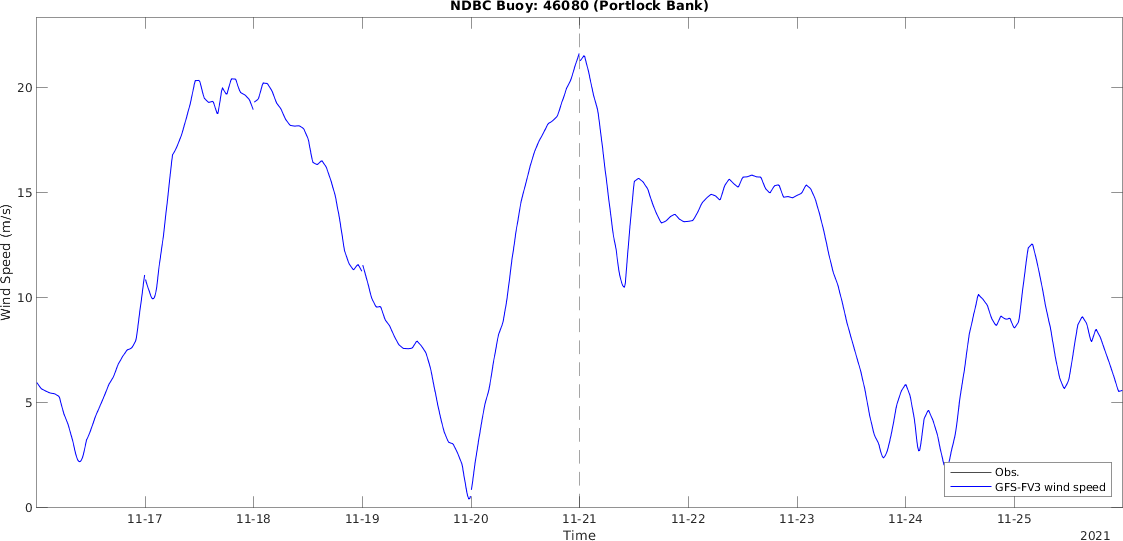 NDBC Buoy: 46080 (Portlock Bank)
20
15
10
5
0
Wind Speed (m/s)
Obs.
GFS-FV3 wind speed
11-17 11-18 11-19 11-20 11-21 11-22 11-23 11-24 11-25
Time
2021